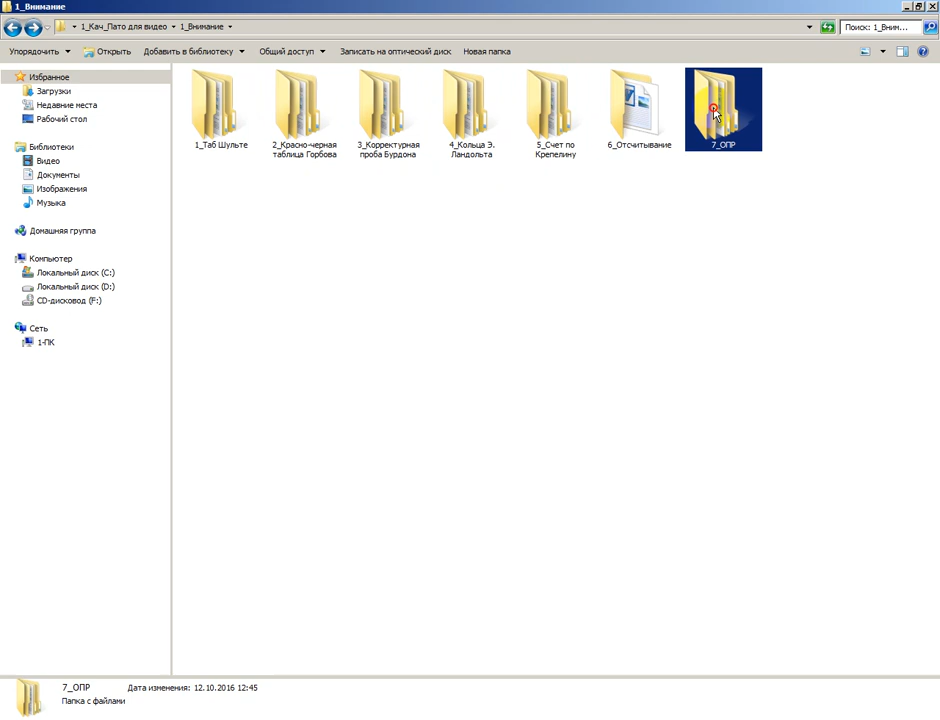 1_Внимание
1_Кач_Пато для видео 1_Внимание
Поиск: 1_Вним...
Упорядочить Открыть Добавить в библиотеку Общий доступ Записать на оптический диск Новая папка
Избранное
Загрузки
Недавние места
Рабочий стол
Библиотеки
Видео
Документы
Изображения
Музыка
Домашняя группа
Компьютер
Локальный диск (C:)
Локальный диск (D:)
CD-дисковод (F:)
Сеть
1-ПК
1_Таб Шульте
2_Красно-черная
таблица Горбова
3_Корректурная
проба Бурдона
4_Кольца Э.
Ландольта
5_Счет по
Крепелину
6_Отсчитывание
7_ОПР
7_ОПР Дата изменения: 12.10.2016 12:45
Папка с файлами